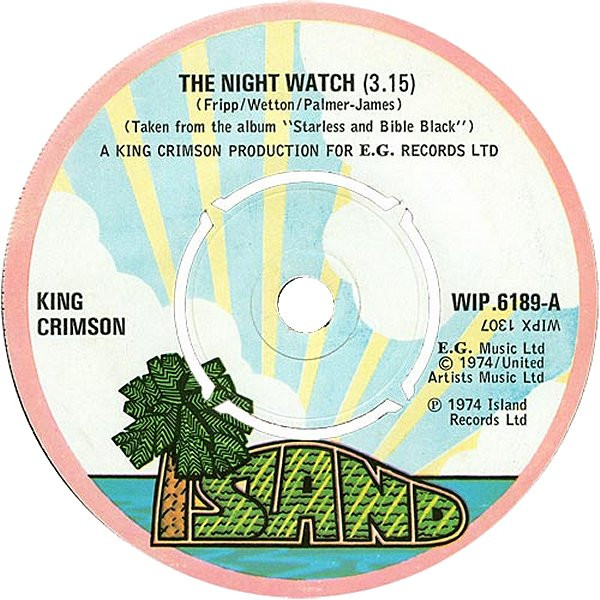 THE NIGHT WATCH (3.15)
(Fripp/Wetton/Palmer-James)
(Taken from the album "Starless and Bible Black")
A KING CRIMSON PRODUCTION FOR E.G. RECORDS LTD
KING
CRIMSON
WIP.6189-A
WIPX 1307
E.G. Music Ltd
© 1974/United
Artists Music Ltd
℗ 1974 Island
Records Ltd
ISLAND